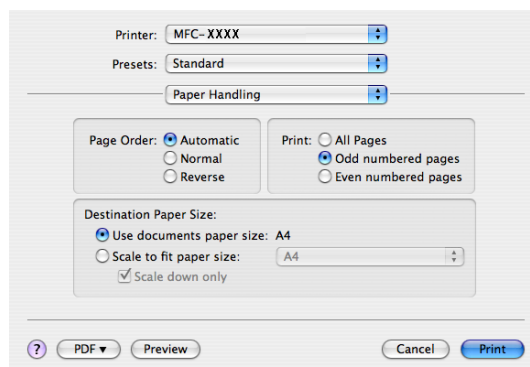 Printer: MFC-XXXX
Presets: Standard
Paper Handling
Page Order: Automatic
Normal
Reverse
Print: All Pages
Odd numbered pages
Even numbered pages
Destination Paper Size:
Use documents paper size: A4
Scale to fit paper size: A4
Scale down only
? PDF Preview Cancel Print